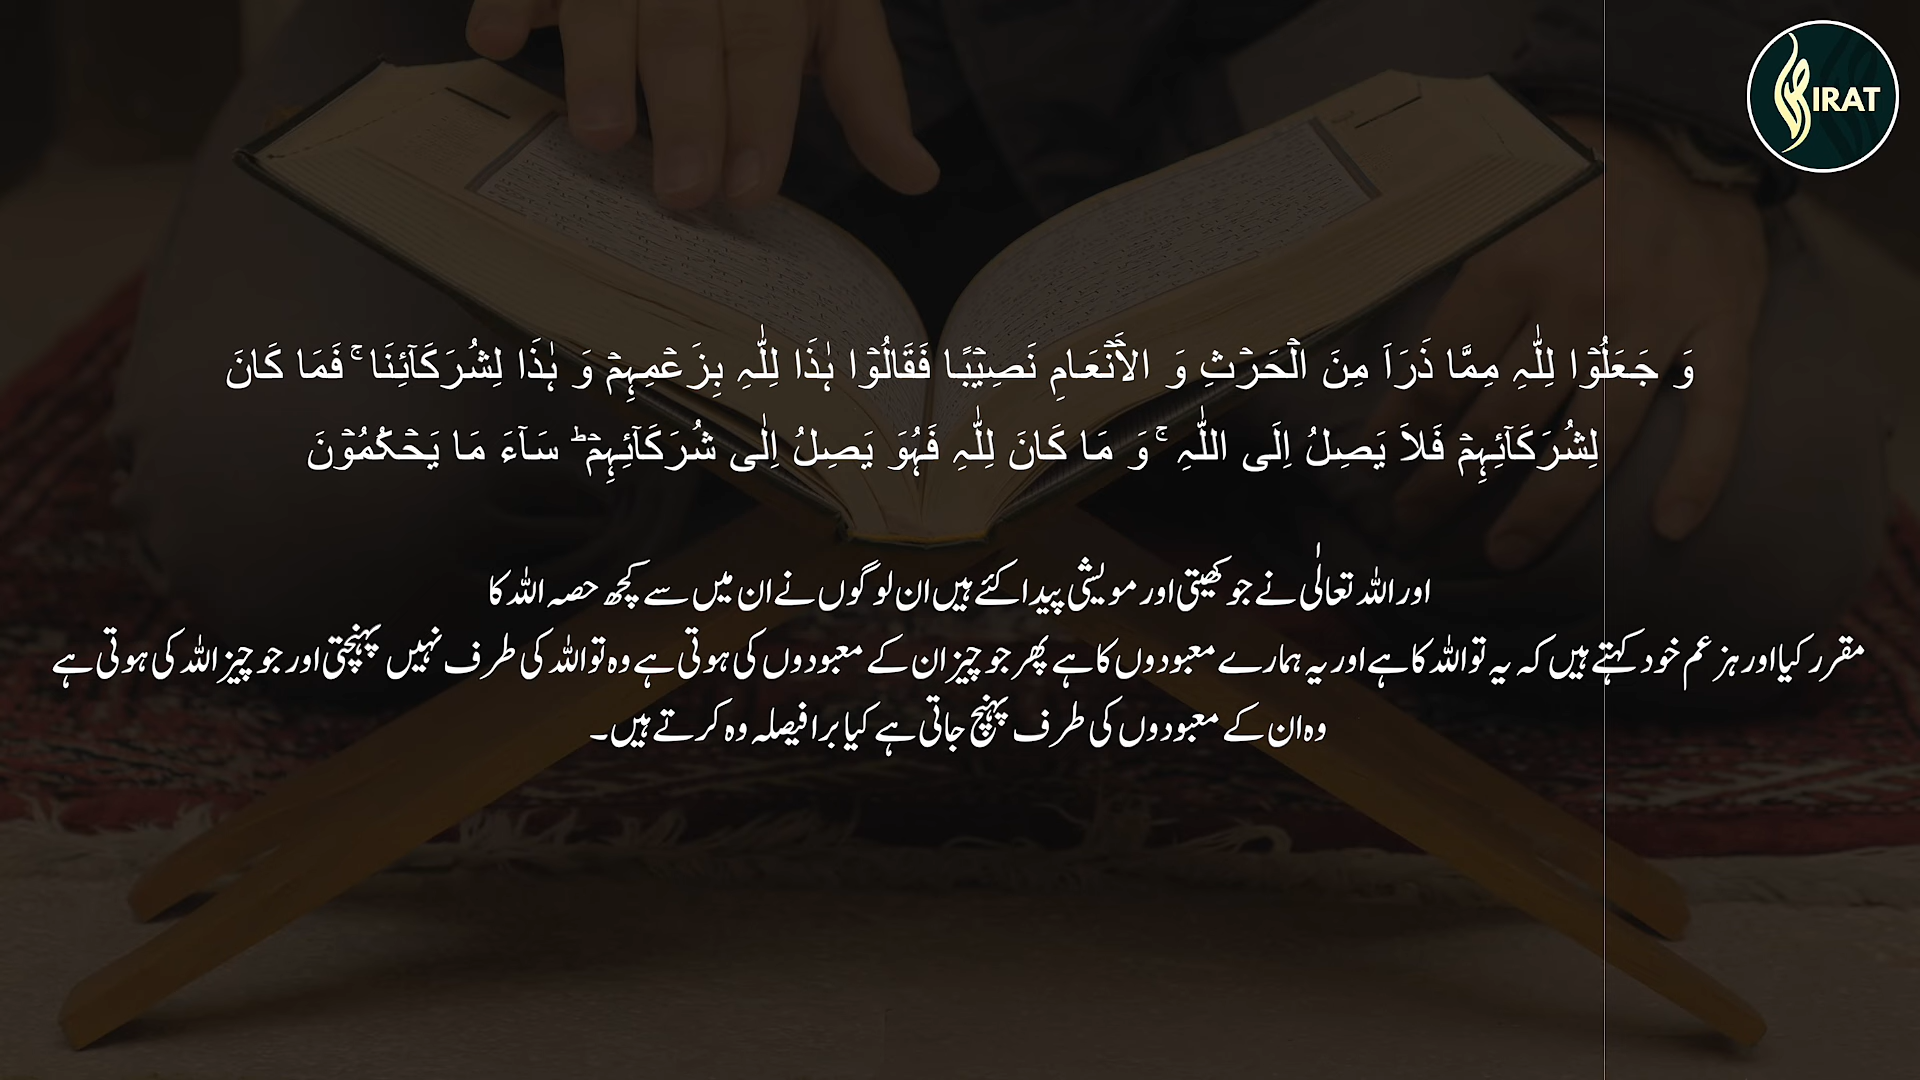 IRAT
وَ جَعَلُوۡا لِلّٰہِ مِمَّا ذَرَاَ مِنَ الۡحَرۡثِ وَ الۡاَنۡعَامِ نَصِیۡبًا فَقَالُوۡا ہٰذَا لِلّٰہِ بِزَعۡمِہِمۡ وَ ہٰذَا لِشُرَکَآئِنَا ۚ فَمَا کَانَ
لِشُرَکَآئِہِمۡ فَلَا یَصِلُ اِلَی اللّٰہِ ۚ وَ مَا کَانَ لِلّٰہِ فَہُوَ یَصِلُ اِلٰی شُرَکَآئِہِمۡ ؕ سَآءَ مَا یَحۡکُمُوۡنَ
اور اللہ تعالٰی نے جو کھیتی اور مویشی پیدا کئے ہیں ان لوگوں نے ان میں سے کچھ حصہ اللہ کا
مقرر کیا اور بز عم خود کہتے ہیں کہ یہ تو اللہ کا ہے اور یہ ہمارے معبودوں کا ہے پھر جو چیز ان کے معبودوں کی ہوتی ہے وہ تو اللہ کی طرف نہیں پہنچتی اور جو چیز اللہ کی ہوتی ہے
وہ ان کے معبودوں کی طرف پہنچ جاتی ہے کیا برا فیصلہ وہ کرتے ہیں۔